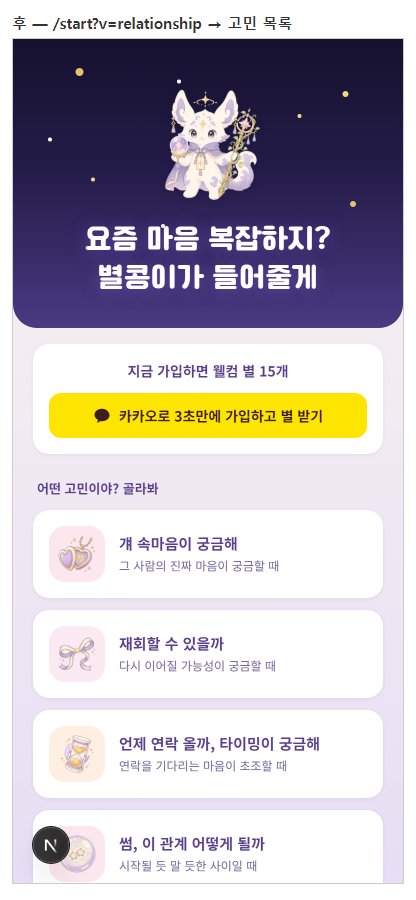 후 — /start?v=relationship → 고민 목록
요즘 마음 복잡하지?
별콩이가 들어줄게
지금 가입하면 웰컴 별 15개
카카오로 3초만에 가입하고 별 받기
어떤 고민이야? 골라봐
걔 속마음이 궁금해
그 사람의 진짜 마음이 궁금할 때
재회할 수 있을까
다시 이어질 가능성이 궁금할 때
언제 연락 올까, 타이밍이 궁금해
연락을 기다리는 마음이 초조할 때
썸, 이 관계 어떻게 될까
시작될 듯 말 듯한 사이일 때
N